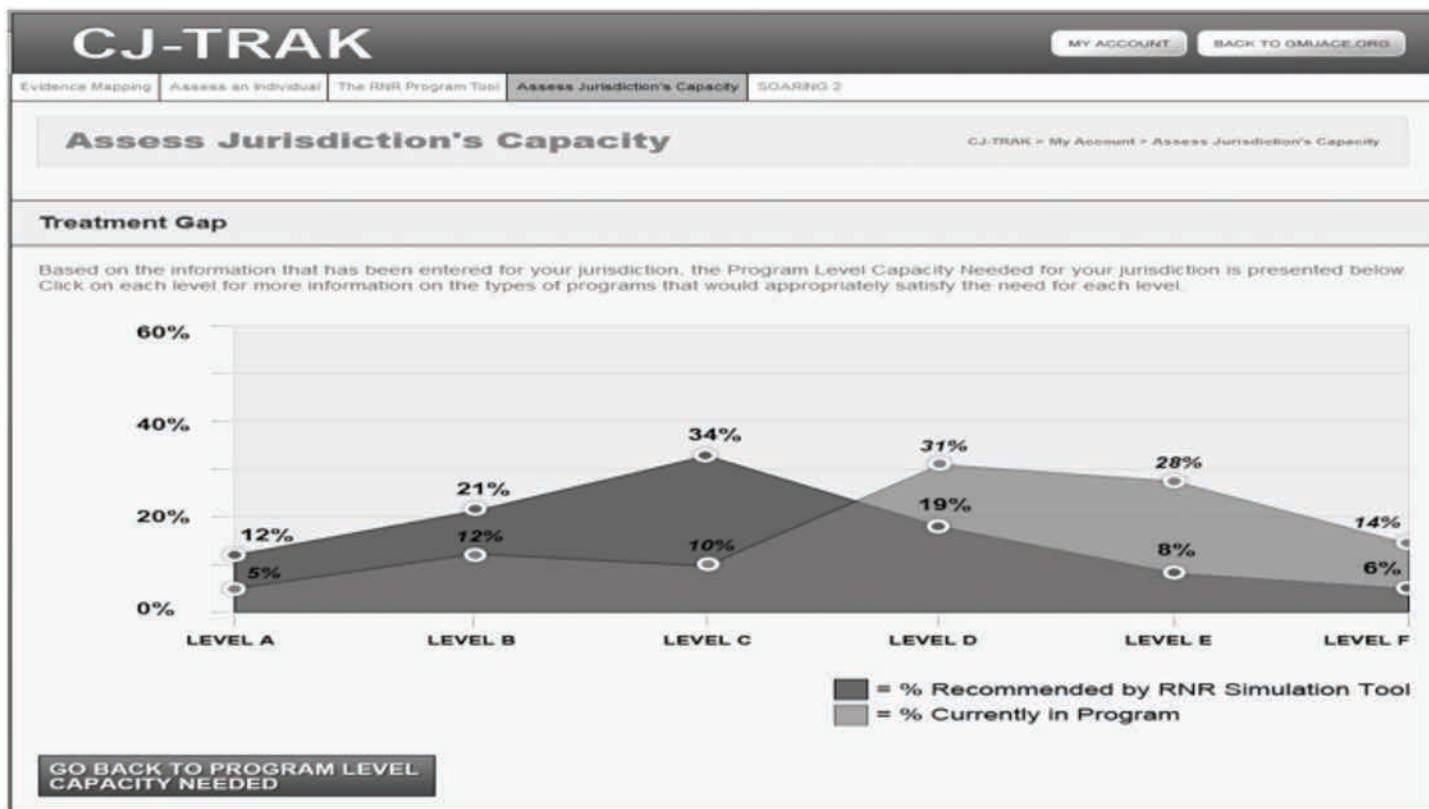 CJ-TRAK
MY ACCOUNT
BACK TO GMUACE.ORG
Evidence Mapping
Assess an Individual
The RNR Program Tool
Assess Jurisdiction's Capacity
SOARING 2
Assess Jurisdiction's Capacity
CJ-TRAK > My Account > Assess Jurisdiction's Capacity
Treatment Gap
Based on the information that has been entered for your jurisdiction, the Program Level Capacity Needed for your jurisdiction is presented below.
Click on each level for more information on the types of programs that would appropriately satisfy the need for each level.
60%
40%
20%
0%
12%
21%
34%
19%
8%
6%
5%
12%
10%
31%
28%
14%
LEVEL A
LEVEL B
LEVEL C
LEVEL D
LEVEL E
LEVEL F
= % Recommended by RNR Simulation Tool
= % Currently in Program
GO BACK TO PROGRAM LEVEL
CAPACITY NEEDED